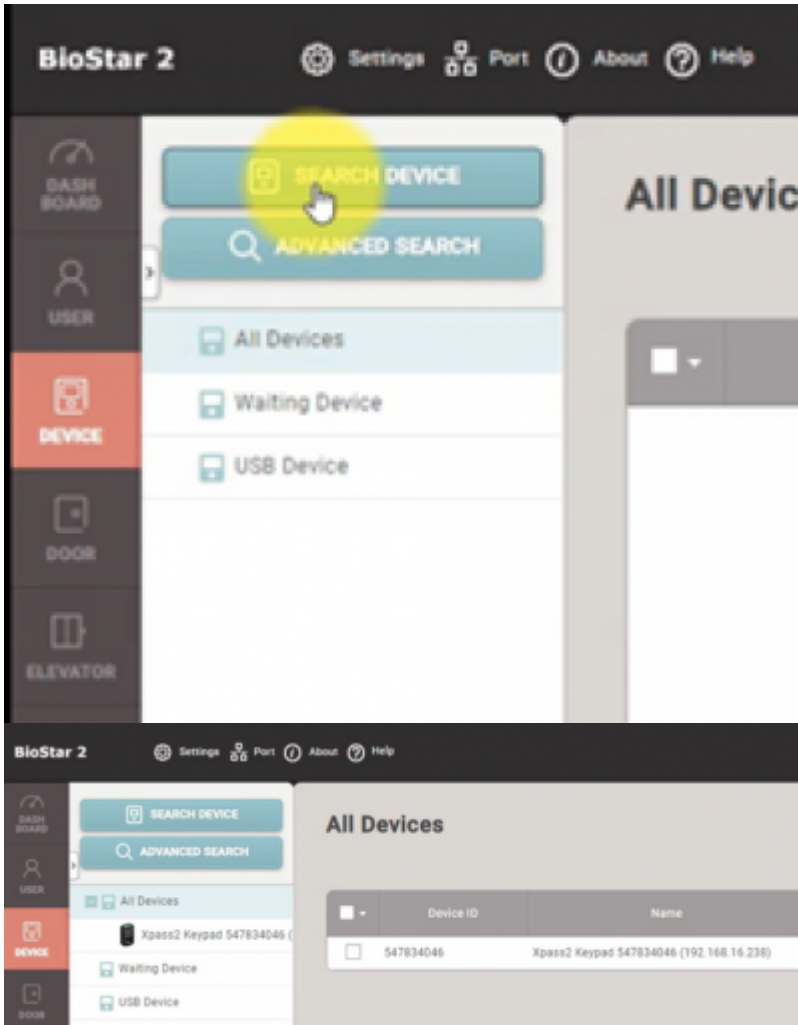 BioStar 2 Settings Port About Help
DASH
BOARD
SEARCH DEVICE
All Devic
ADVANCED SEARCH
USER
All Devices
Waiting Device
DEVICE
USB Device
DOOR
ELEVATOR
BioStar 2 Settings Port About Help
DASH
BOARD
SEARCH DEVICE
All Devices
ADVANCED SEARCH
USER
All Devices
Device ID Name
Xpass2 Keypad 547834046 (
547834046 Xpass2 Keypad 547834046 (192.168.16.238)
DEVICE
Waiting Device
USB Device
DOOR